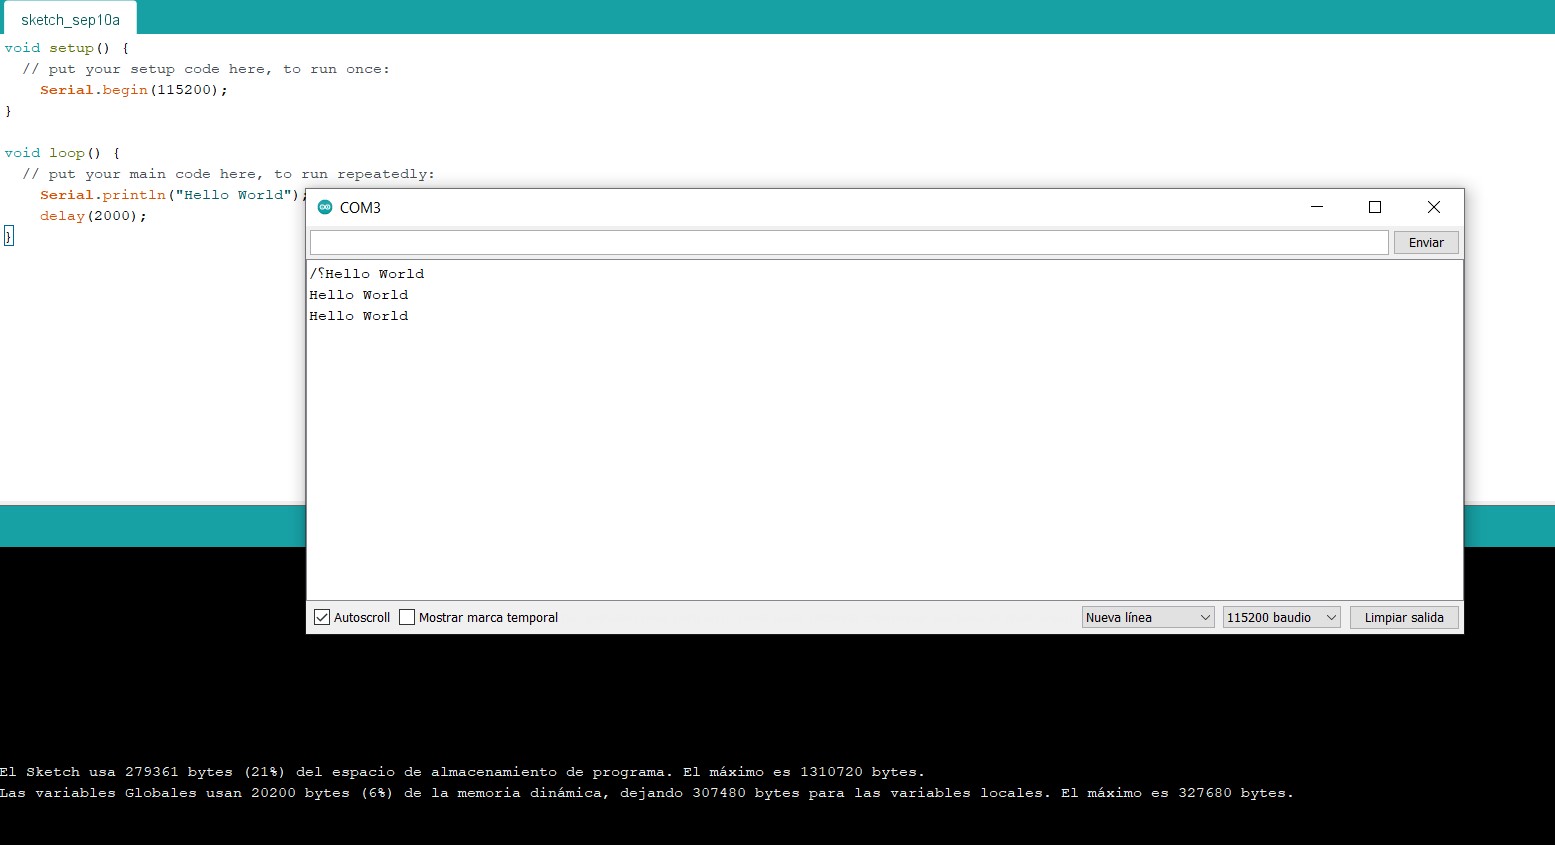 sketch_sep10a
void setup() {
  // put your setup code here, to run once:
    Serial.begin(115200);
}
void loop() {
  // put your main code here, to run repeatedly:
    Serial.println("Hello World");
    delay(2000);
}
COM3
Enviar
/⸮Hello World
Hello World
Hello World
Autoscroll
Mostrar marca temporal
Nueva línea
115200 baudio
Limpiar salida
El Sketch usa 279361 bytes (21%) del espacio de almacenamiento de programa. El máximo es 1310720 bytes.
Las variables Globales usan 20200 bytes (6%) de la memoria dinámica, dejando 307480 bytes para las variables locales. El máximo es 327680 bytes.